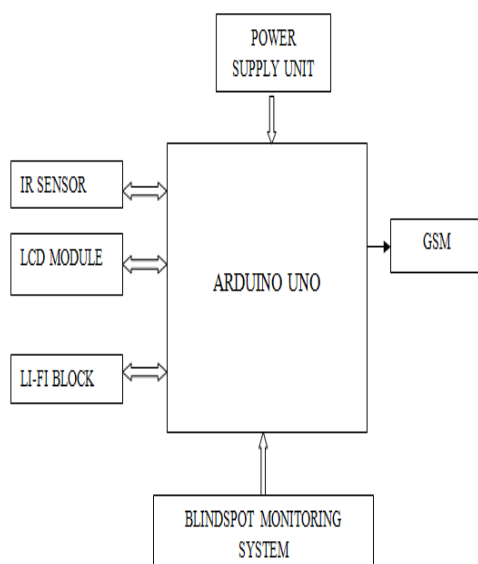 POWER
SUPPLY UNIT
IR SENSOR
LCD MODULE
GSM
ARDUINO UNO
LI-FI BLOCK
BLINDSPOT MONITORING
SYSTEM